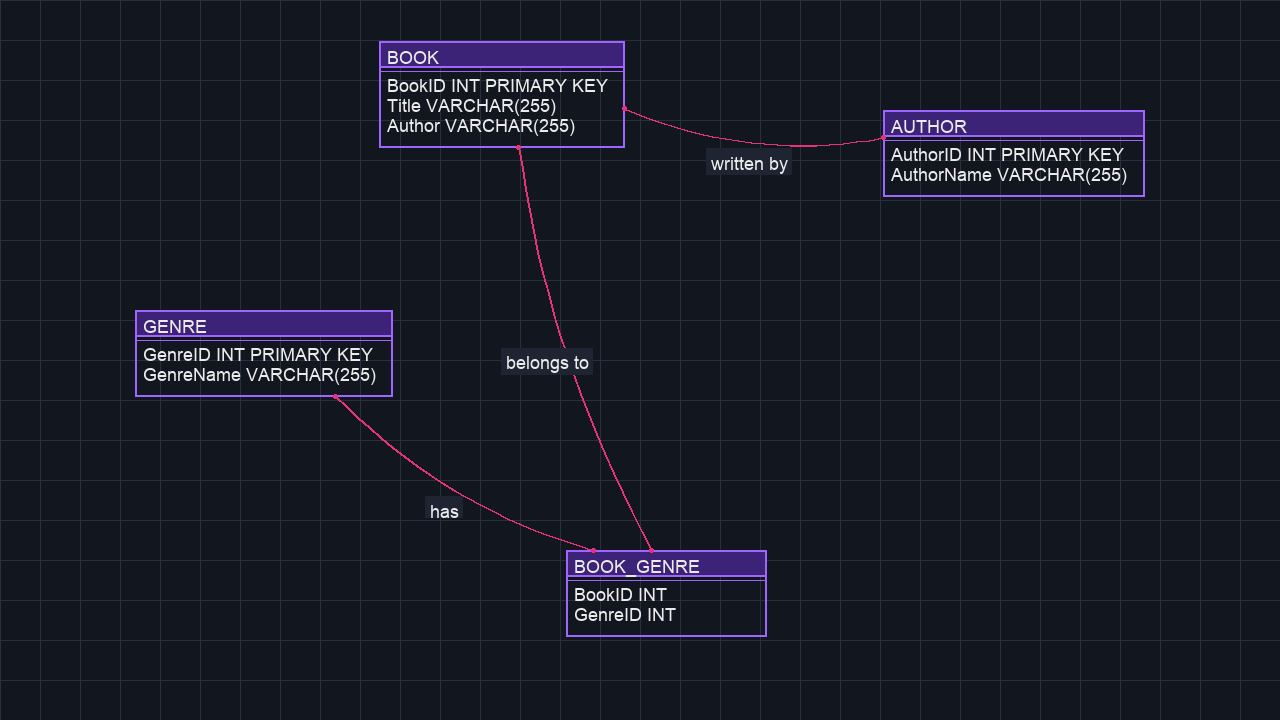 BOOK
BookID INT PRIMARY KEY
Title VARCHAR(255)
Author VARCHAR(255)
written by
AUTHOR
AuthorID INT PRIMARY KEY
AuthorName VARCHAR(255)
GENRE
GenreID INT PRIMARY KEY
GenreName VARCHAR(255)
belongs to
has
BOOK_GENRE
BookID INT
GenreID INT